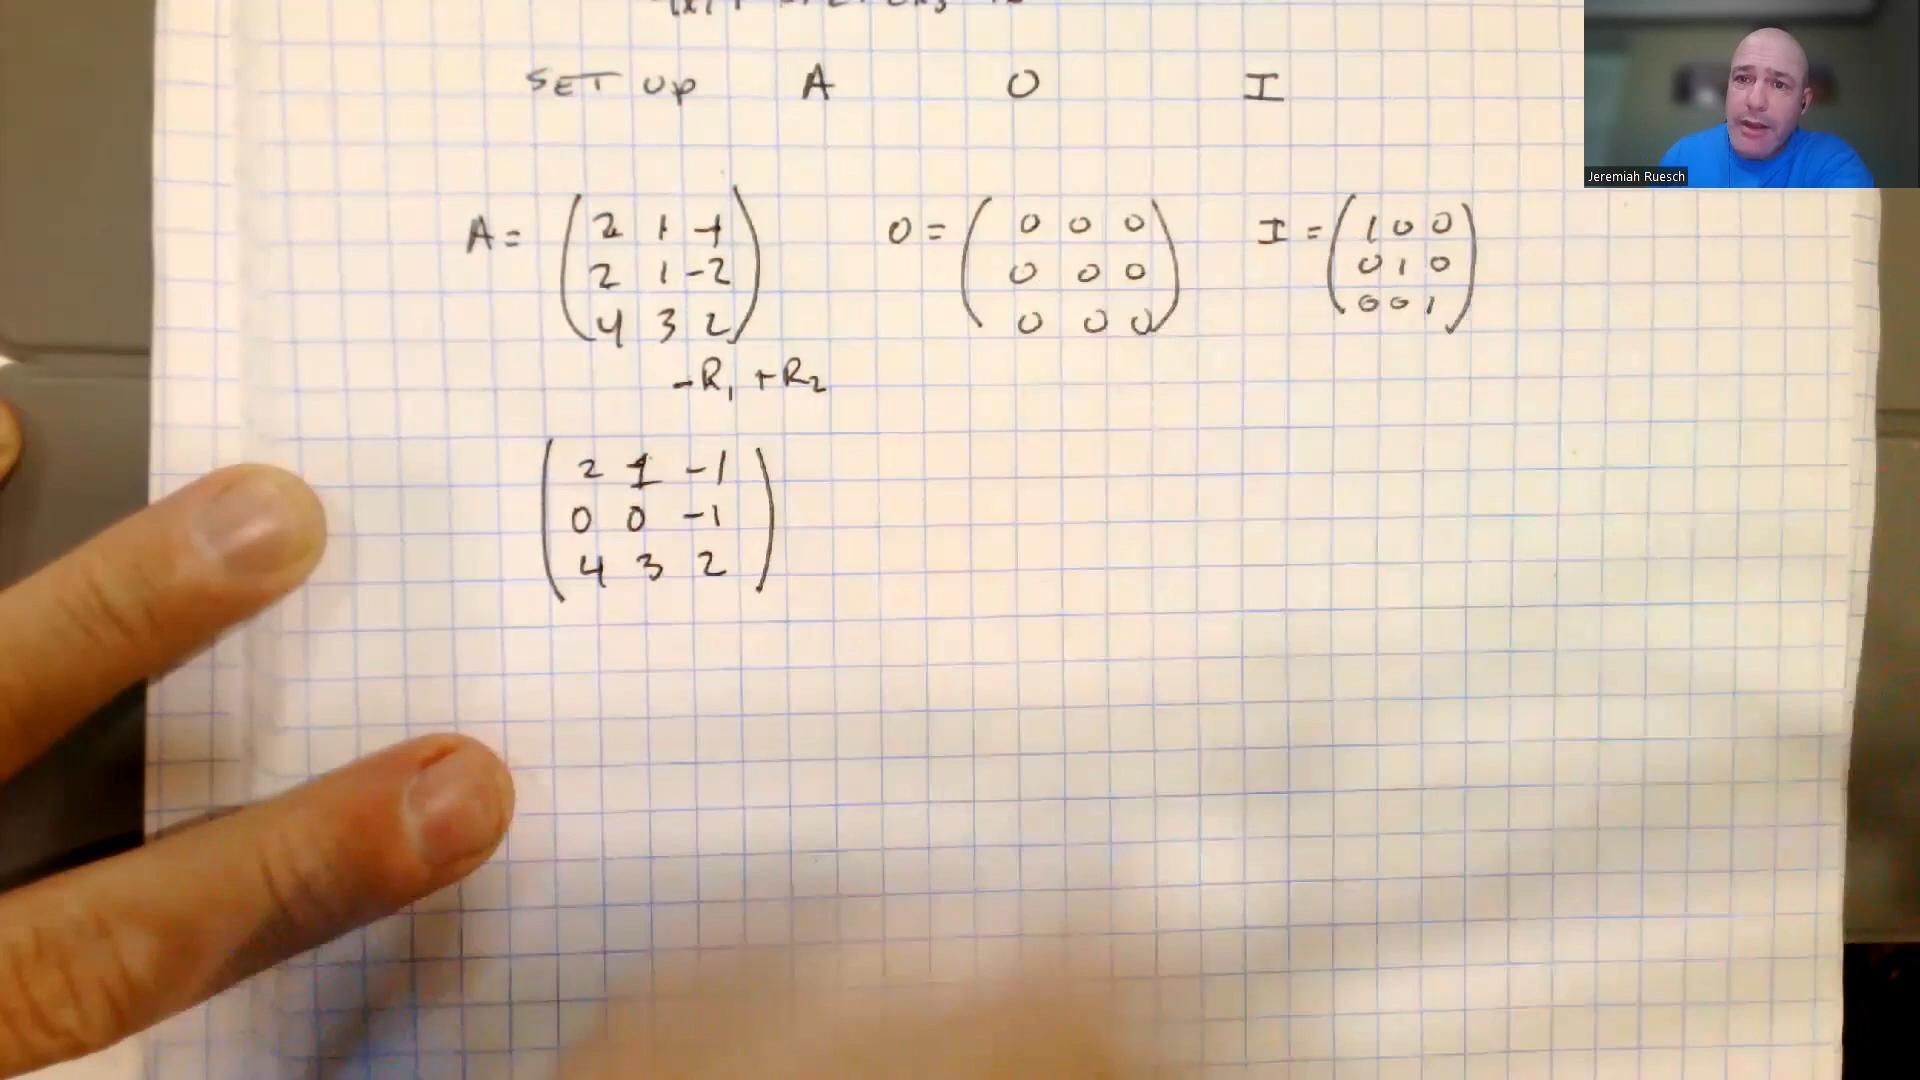 SET UP A O I
Jeremiah Ruesch
A = ( 2 1 -1 O = ( 0 0 0 I = ( 1 0 0
2 1 -2 0 0 0 0 1 0
4 3 2 ) 0 0 0 ) 0 0 1 )
-R1 +R2
( 2 1 -1
0 0 -1
4 3 2 )